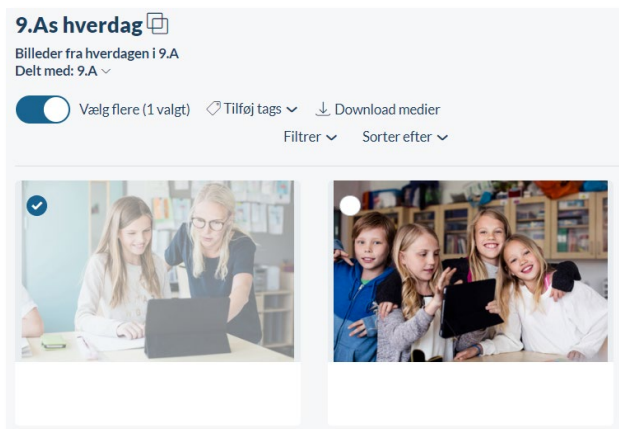 9.As hverdag
Billeder fra hverdagen i 9.A
Delt med: 9.A
Vælg flere (1 valgt) Tilføj tags Download medier
Filtrer Sorter efter